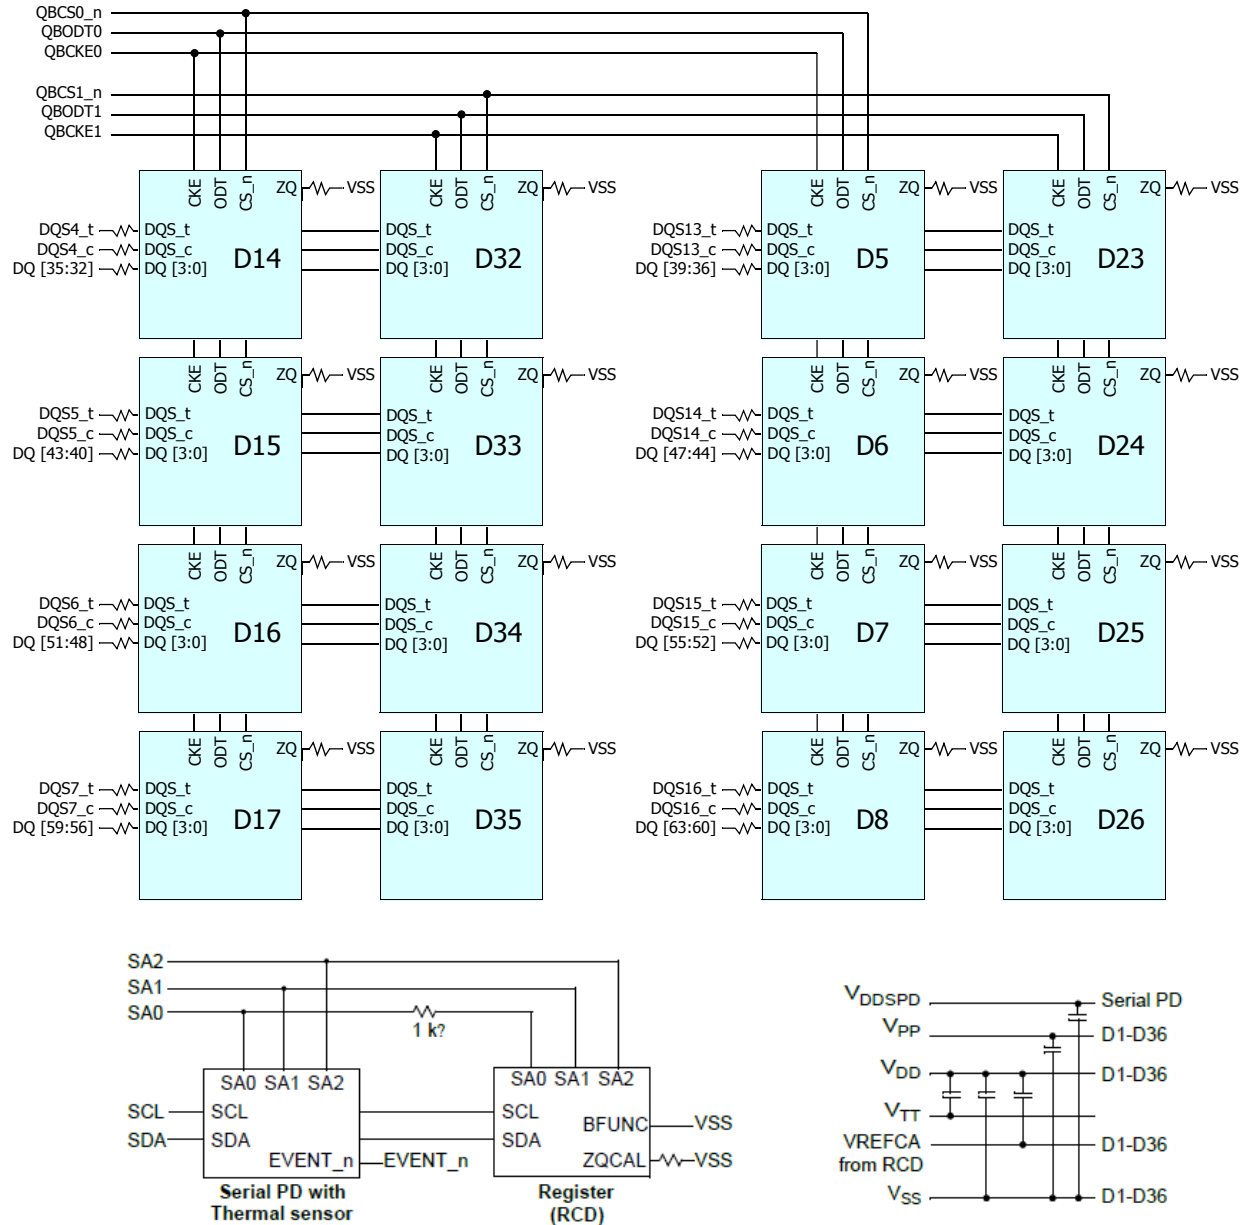 QBCS0_n
QBODT0
QBCKE0
QBCS1_n
QBODT1
QBCKE1
CKE ODT CS_n ZQ VSS CKE ODT CS_n ZQ VSS CKE ODT CS_n ZQ VSS CKE ODT CS_n ZQ VSS
DQS4_t DQS_t DQS_t DQS13_t DQS_t DQS_t
DQS4_c DQS_c D14 DQS_c D32 DQS13_c DQS_c D5 DQS_c D23
DQ [35:32] DQ [3:0] DQ [3:0] DQ [39:36] DQ [3:0] DQ [3:0]
CKE ODT CS_n ZQ VSS CKE ODT CS_n ZQ VSS CKE ODT CS_n ZQ VSS CKE ODT CS_n ZQ VSS
DQS5_t DQS_t DQS_t DQS14_t DQS_t DQS_t
DQS5_c DQS_c D15 DQS_c D33 DQS14_c DQS_c D6 DQS_c D24
DQ [43:40] DQ [3:0] DQ [3:0] DQ [47:44] DQ [3:0] DQ [3:0]
CKE ODT CS_n ZQ VSS CKE ODT CS_n ZQ VSS CKE ODT CS_n ZQ VSS CKE ODT CS_n ZQ VSS
DQS6_t DQS_t DQS_t DQS15_t DQS_t DQS_t
DQS6_c DQS_c D16 DQS_c D34 DQS15_c DQS_c D7 DQS_c D25
DQ [51:48] DQ [3:0] DQ [3:0] DQ [55:52] DQ [3:0] DQ [3:0]
CKE ODT CS_n ZQ VSS CKE ODT CS_n ZQ VSS CKE ODT CS_n ZQ VSS CKE ODT CS_n ZQ VSS
DQS7_t DQS_t DQS_t DQS16_t DQS_t DQS_t
DQS7_c DQS_c D17 DQS_c D35 DQS16_c DQS_c D8 DQS_c D26
DQ [59:56] DQ [3:0] DQ [3:0] DQ [63:60] DQ [3:0] DQ [3:0]
SA2
SA1
SA0
1 k?
SA0 SA1 SA2 SA0 SA1 SA2
SCL SCL SCL
BFUNC VSS
SDA SDA SDA
EVENT_n EVENT_n ZQCAL VSS
Serial PD with
Thermal sensor
Register
(RCD)
VDDSPD Serial PD
VPP D1-D36
VDD D1-D36
VTT
VREFCA D1-D36
from RCD
VSS D1-D36